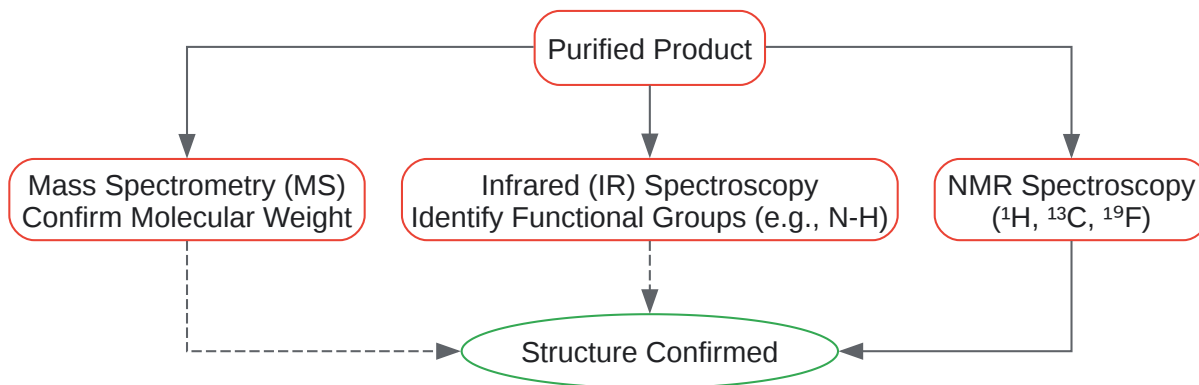 Purified Product
Mass Spectrometry (MS)
Confirm Molecular Weight
Infrared (IR) Spectroscopy
Identify Functional Groups (e.g., N-H)
NMR Spectroscopy
(¹H, ¹³C, ¹⁹F)
Structure Confirmed